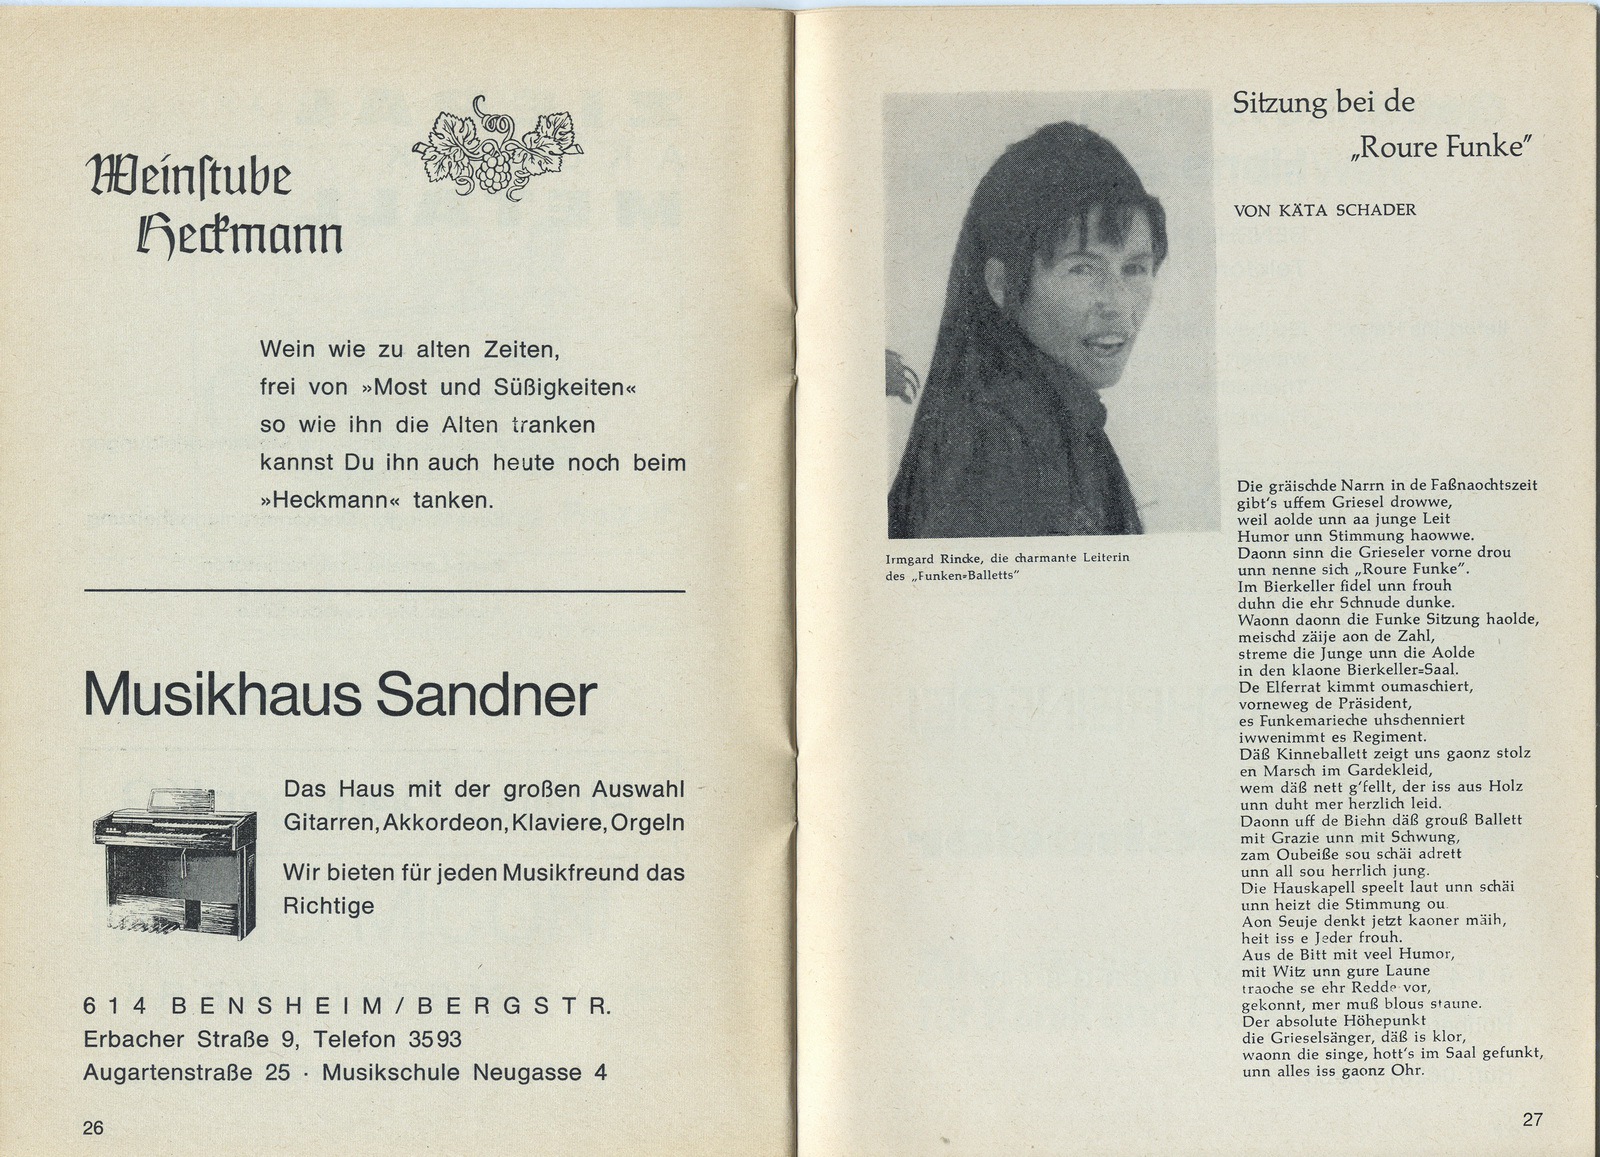 Weinstube
Heckmann
Wein wie zu alten Zeiten,
frei von »Most und Süßigkeiten«
so wie ihn die Alten tranken
kannst Du ihn auch heute noch beim
»Heckmann« tanken.
Musikhaus Sandner
Das Haus mit der großen Auswahl
Gitarren, Akkordeon, Klaviere, Orgeln
Wir bieten für jeden Musikfreund das
Richtige
614 BENSHEIM/BERGSTR.
Erbacher Straße 9, Telefon 3593
Augartenstraße 25 · Musikschule Neugasse 4
26
Sitzung bei de
„Roure Funke"
VON KÄTA SCHADER
Irmgard Rincke, die charmante Leiterin
des „Funken=Balletts"
Die gräischde Narrn in de Faßnaochtszeit
gibt's uffem Griesel drowwe,
weil aolde unn aa junge Leit
Humor unn Stimmung haowwe.
Daonn sinn die Grieseler vorne drou
unn nenne sich „Roure Funke".
Im Bierkeller fidel unn frouh
duhn die ehr Schnude dunke.
Waonn daonn die Funke Sitzung haolde,
meischd zäije aon de Zahl,
streme die Junge unn die Aolde
in den klaone Bierkeller=Saal.
De Elferrat kimmt oumaschiert,
vorneweg de Präsident,
es Funkemarieche uhschenniert
iwwenimmt es Regiment.
Däß Kinneballett zeigt uns gaonz stolz
en Marsch im Gardekleid,
wem däß nett g'fellt, der iss aus Holz
unn duht mer herzlich leid.
Daonn uff de Biehn däß grouß Ballett
mit Grazie unn mit Schwung,
zam Oubeiße sou schäi adrett
unn all sou herrlich jung.
Die Hauskapell speelt laut unn schäi
unn heizt die Stimmung ou.
Aon Seuje denkt jetzt kaoner mäih,
heit iss e Jeder frouh.
Aus de Bitt mit veel Humor,
mit Witz unn gure Laune
traoche se ehr Redde vor,
gekonnt, mer muß blous staune.
Der absolute Höhepunkt
die Grieselsänger, däß is klor,
waonn die singe, hott's im Saal gefunkt,
unn alles iss gaonz Ohr.
27